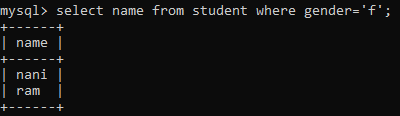 mysql> select name from student where gender='f';
+------+
| name |
+------+
| nani |
| ram  |
+------+